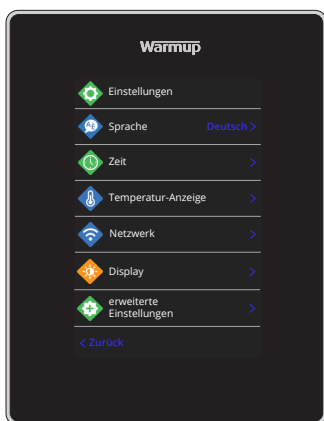 Warmup
Einstellungen
Sprache Deutsch >
Zeit >
Temperatur-Anzeige >
Netzwerk >
Display >
erweiterte
Einstellungen >
< Zurück